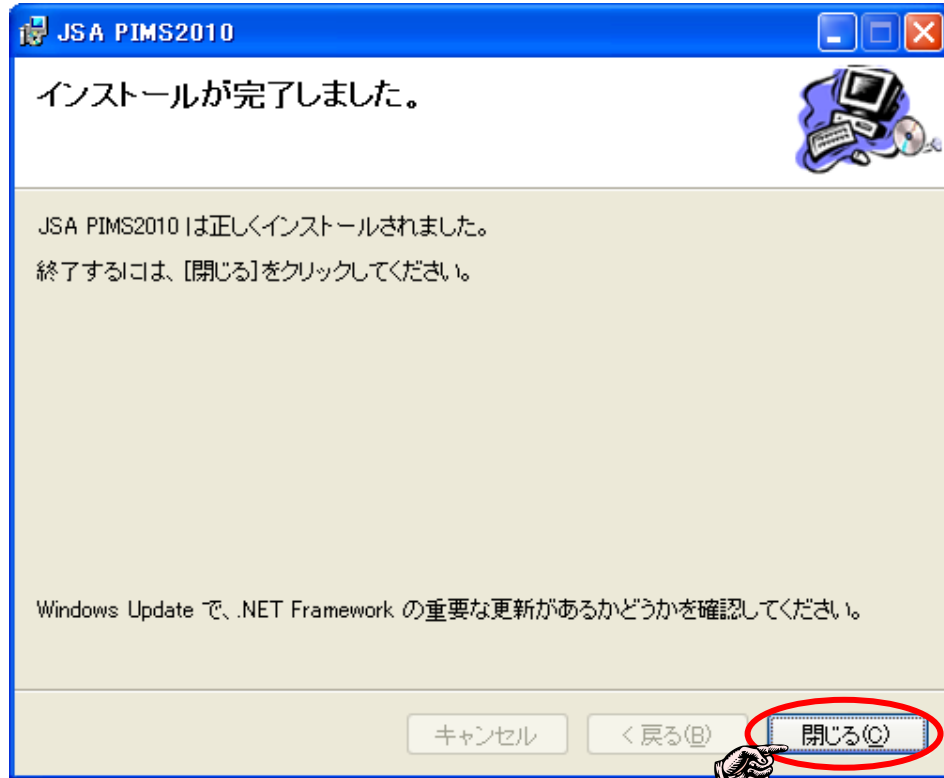 JSA PIMS2010
インストールが完了しました。
JSA PIMS2010 は正しくインストールされました。
終了するには、[閉じる]をクリックしてください。
Windows Update で、.NET Framework の重要な更新があるかどうかを確認してください。
キャンセル
< 戻る(B)
閉じる(C)